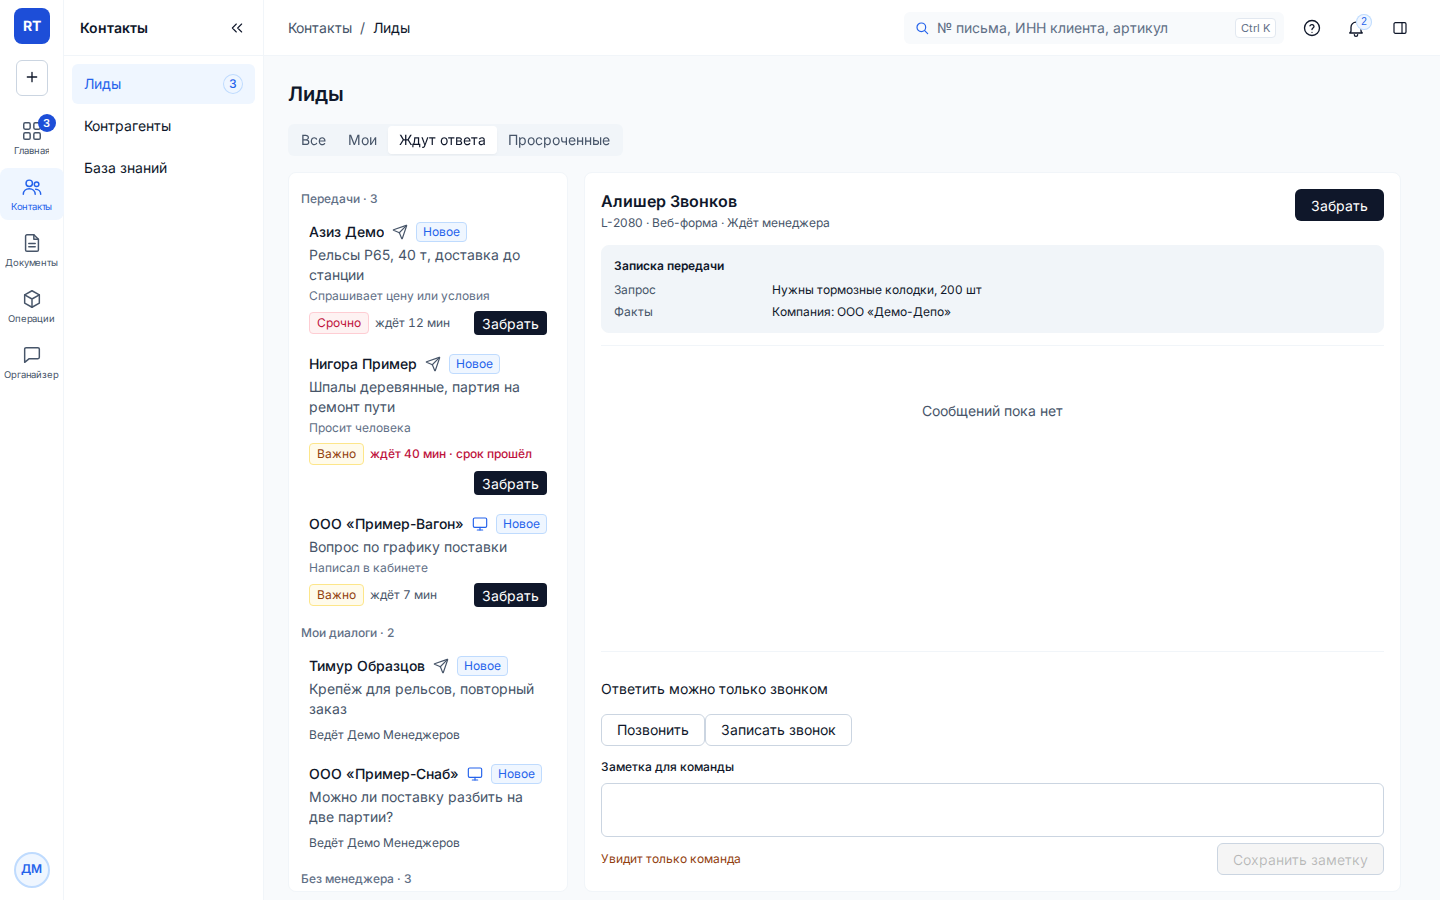 RT
Контакты
Контакты / Лиды
№ письма, ИНН клиента, артикул
Ctrl K
2
3
Главная
Контакты
Документы
Операции
Органайзер
ДМ
Лиды
3
Контрагенты
База знаний
Лиды
Все
Мои
Ждут ответа
Просроченные
Передачи · 3
Азиз Демо
Новое
Рельсы Р65, 40 т, доставка до
станции
Спрашивает цену или условия
Срочно
ждёт 12 мин
Забрать
Нигора Пример
Новое
Шпалы деревянные, партия на
ремонт пути
Просит человека
Важно
ждёт 40 мин · срок прошёл
Забрать
ООО «Пример-Вагон»
Новое
Вопрос по графику поставки
Написал в кабинете
Важно
ждёт 7 мин
Забрать
Мои диалоги · 2
Тимур Образцов
Новое
Крепёж для рельсов, повторный
заказ
Ведёт Демо Менеджеров
ООО «Пример-Снаб»
Новое
Можно ли поставку разбить на
две партии?
Ведёт Демо Менеджеров
Без менеджера · 3
Алишер Звонков
L-2080 · Веб-форма · Ждёт менеджера
Забрать
Записка передачи
Запрос
Нужны тормозные колодки, 200 шт
Факты
Компания: ООО «Демо-Депо»
Сообщений пока нет
Ответить можно только звонком
Позвонить
Записать звонок
Заметка для команды
Увидит только команда
Сохранить заметку